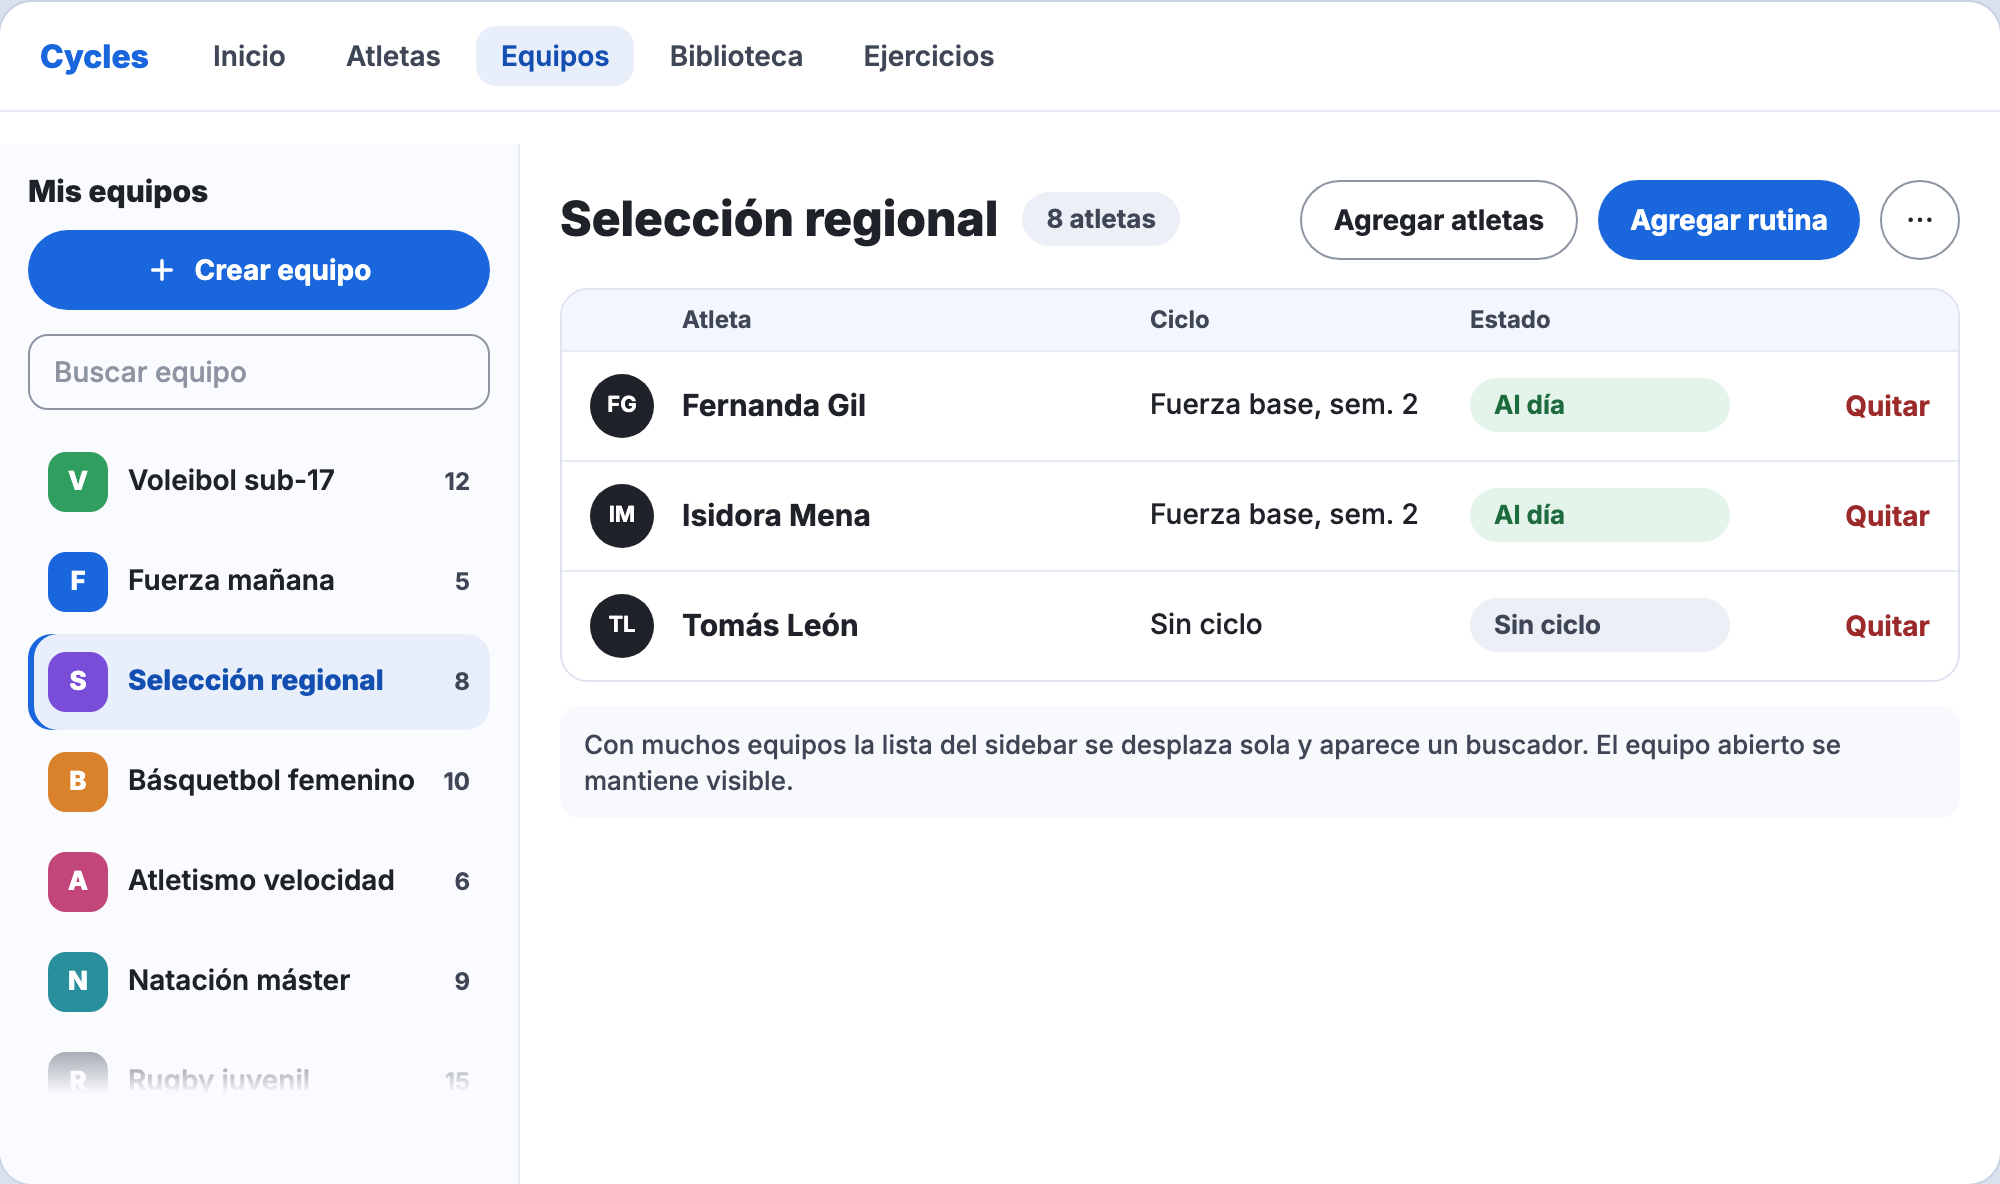 Cycles
Inicio
Atletas
Equipos
Biblioteca
Ejercicios
Mis equipos
+ Crear equipo
Buscar equipo
V Voleibol sub-17 12
F Fuerza mañana 5
S Selección regional 8
B Básquetbol femenino 10
A Atletismo velocidad 6
N Natación máster 9
R Rugby juvenil 15
Selección regional
8 atletas
Agregar atletas
Agregar rutina
...
Atleta Ciclo Estado
FG Fernanda Gil Fuerza base, sem. 2 Al día Quitar
IM Isidora Mena Fuerza base, sem. 2 Al día Quitar
TL Tomás León Sin ciclo Sin ciclo Quitar
Con muchos equipos la lista del sidebar se desplaza sola y aparece un buscador. El equipo abierto se
mantiene visible.